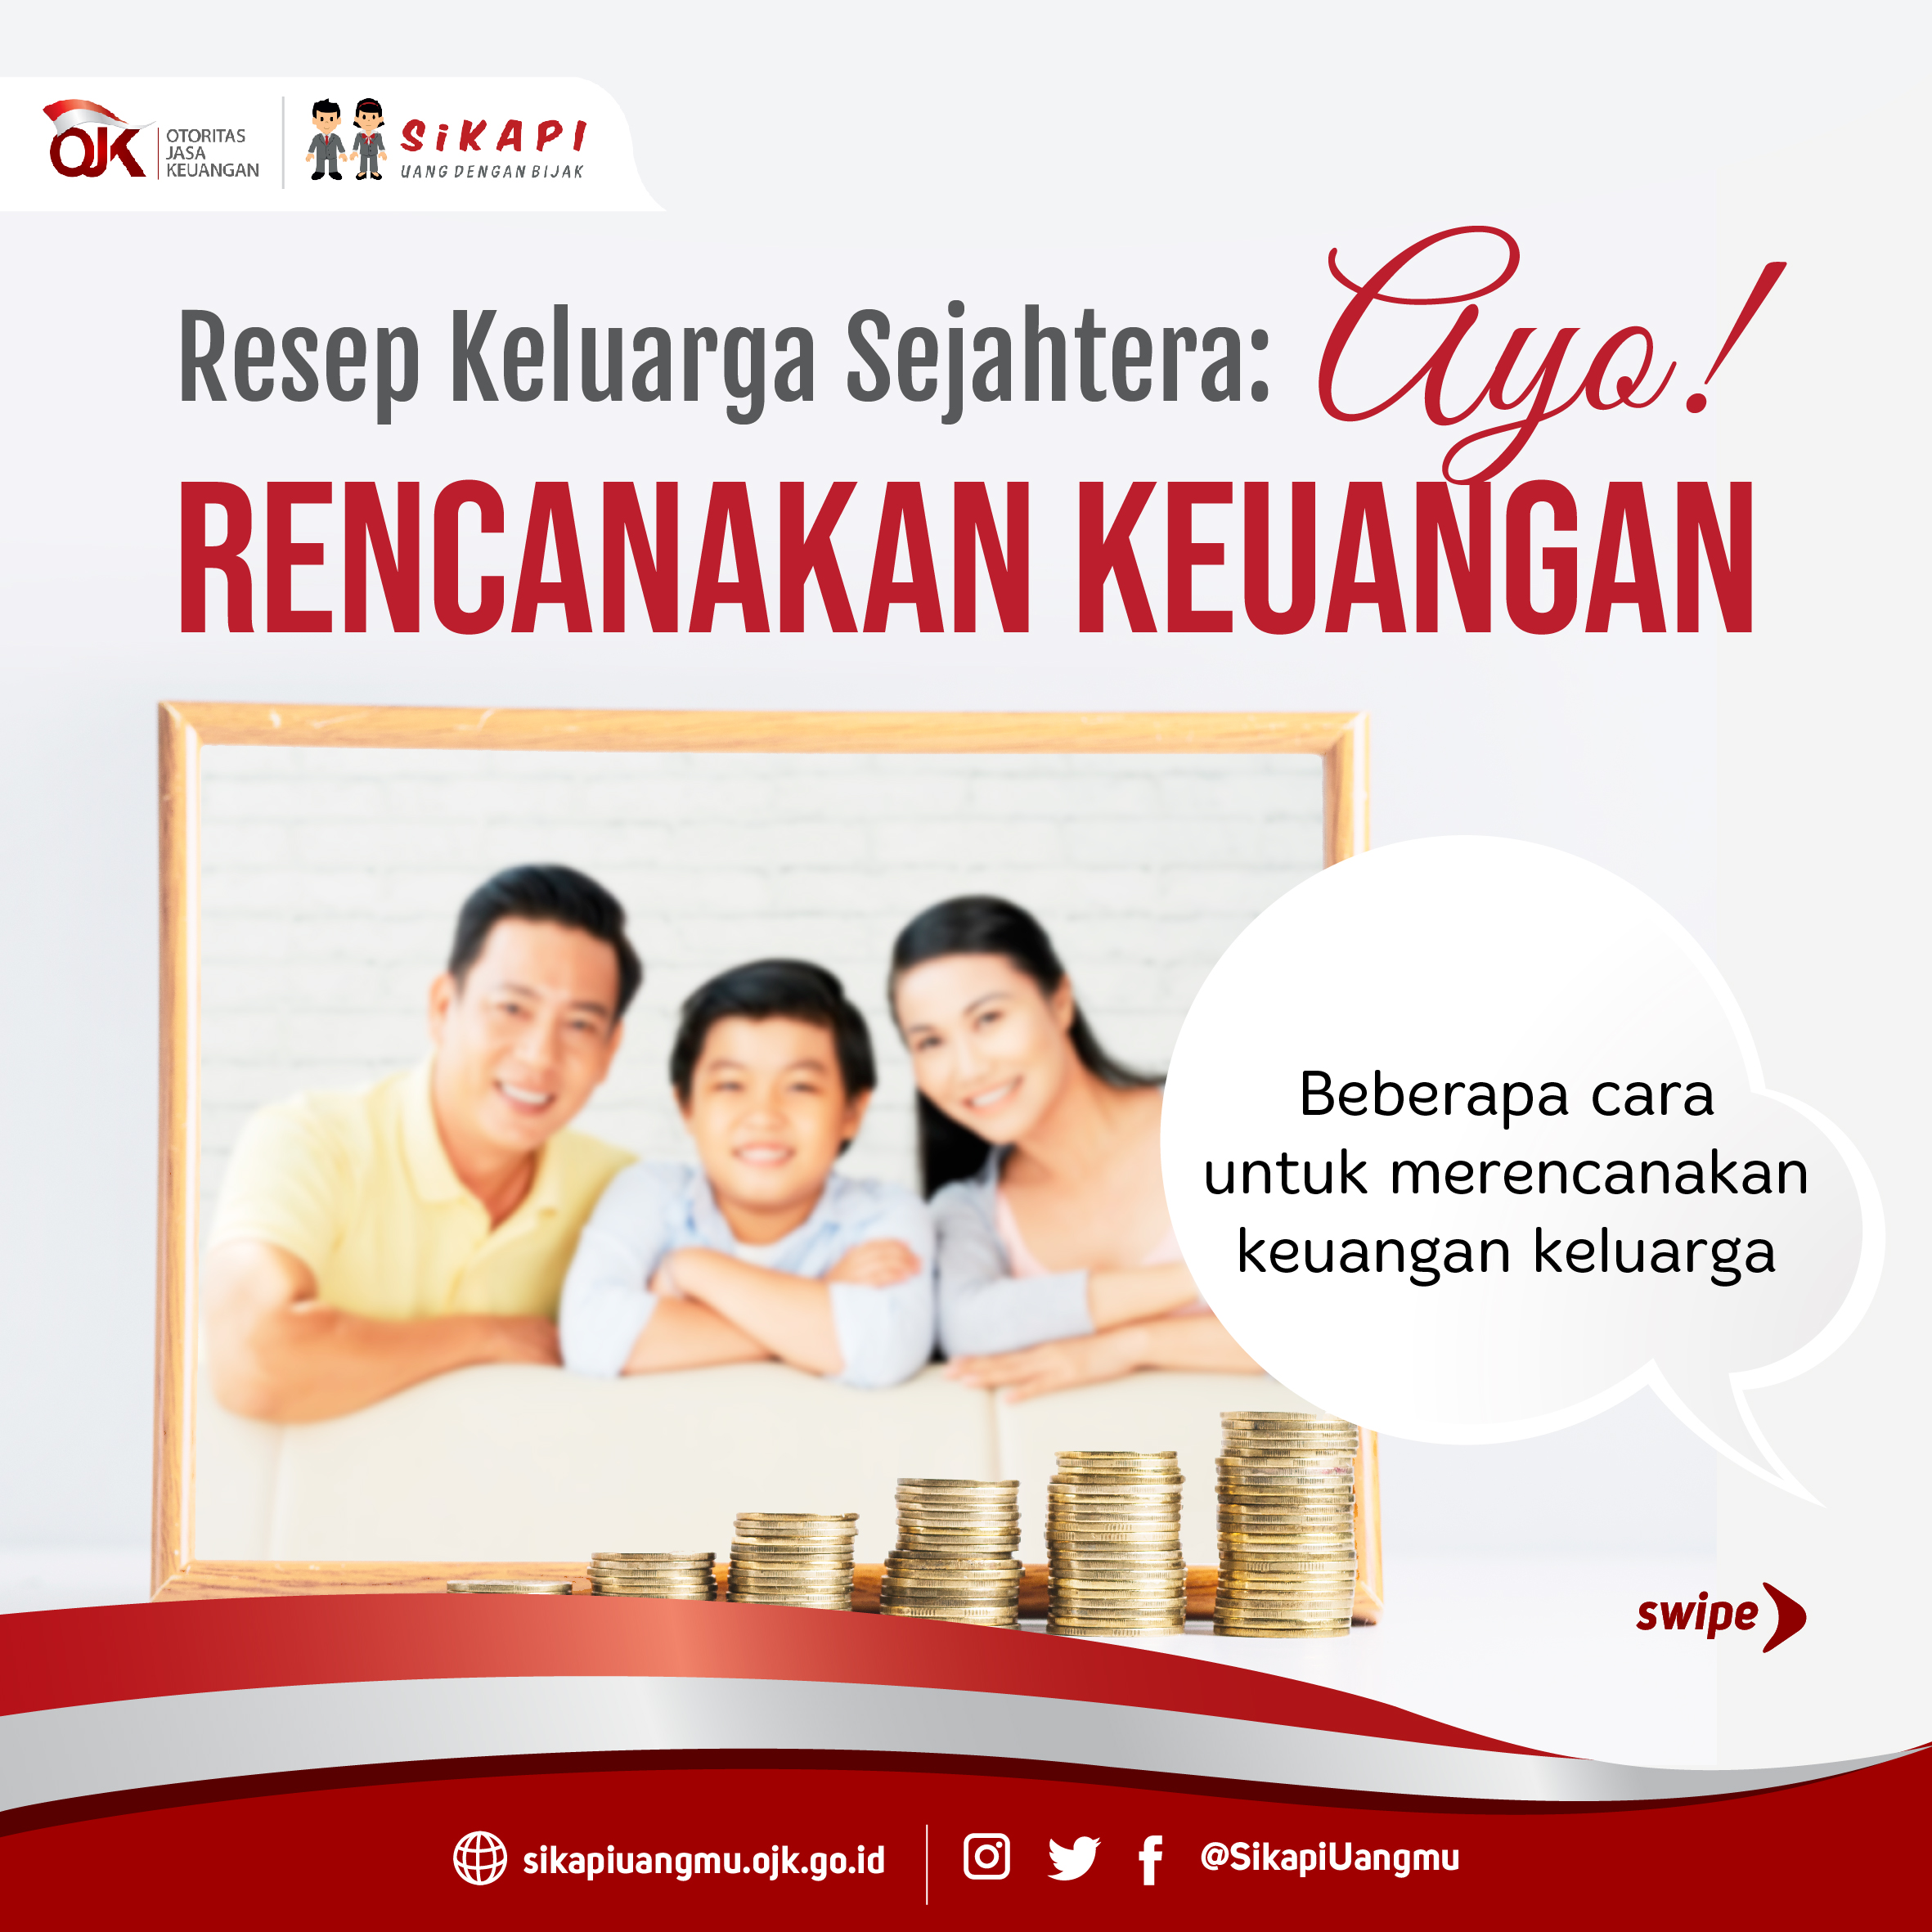 OJK
OTORITAS
JASA
KEUANGAN
SiKAPI
UANG DENGAN BIJAK
Resep Keluarga Sejahtera: Ayo!
RENCANAKAN KEUANGAN
Beberapa cara
untuk merencanakan
keuangan keluarga
swipe
sikapiuangmu.ojk.go.id
@SikapiUangmu